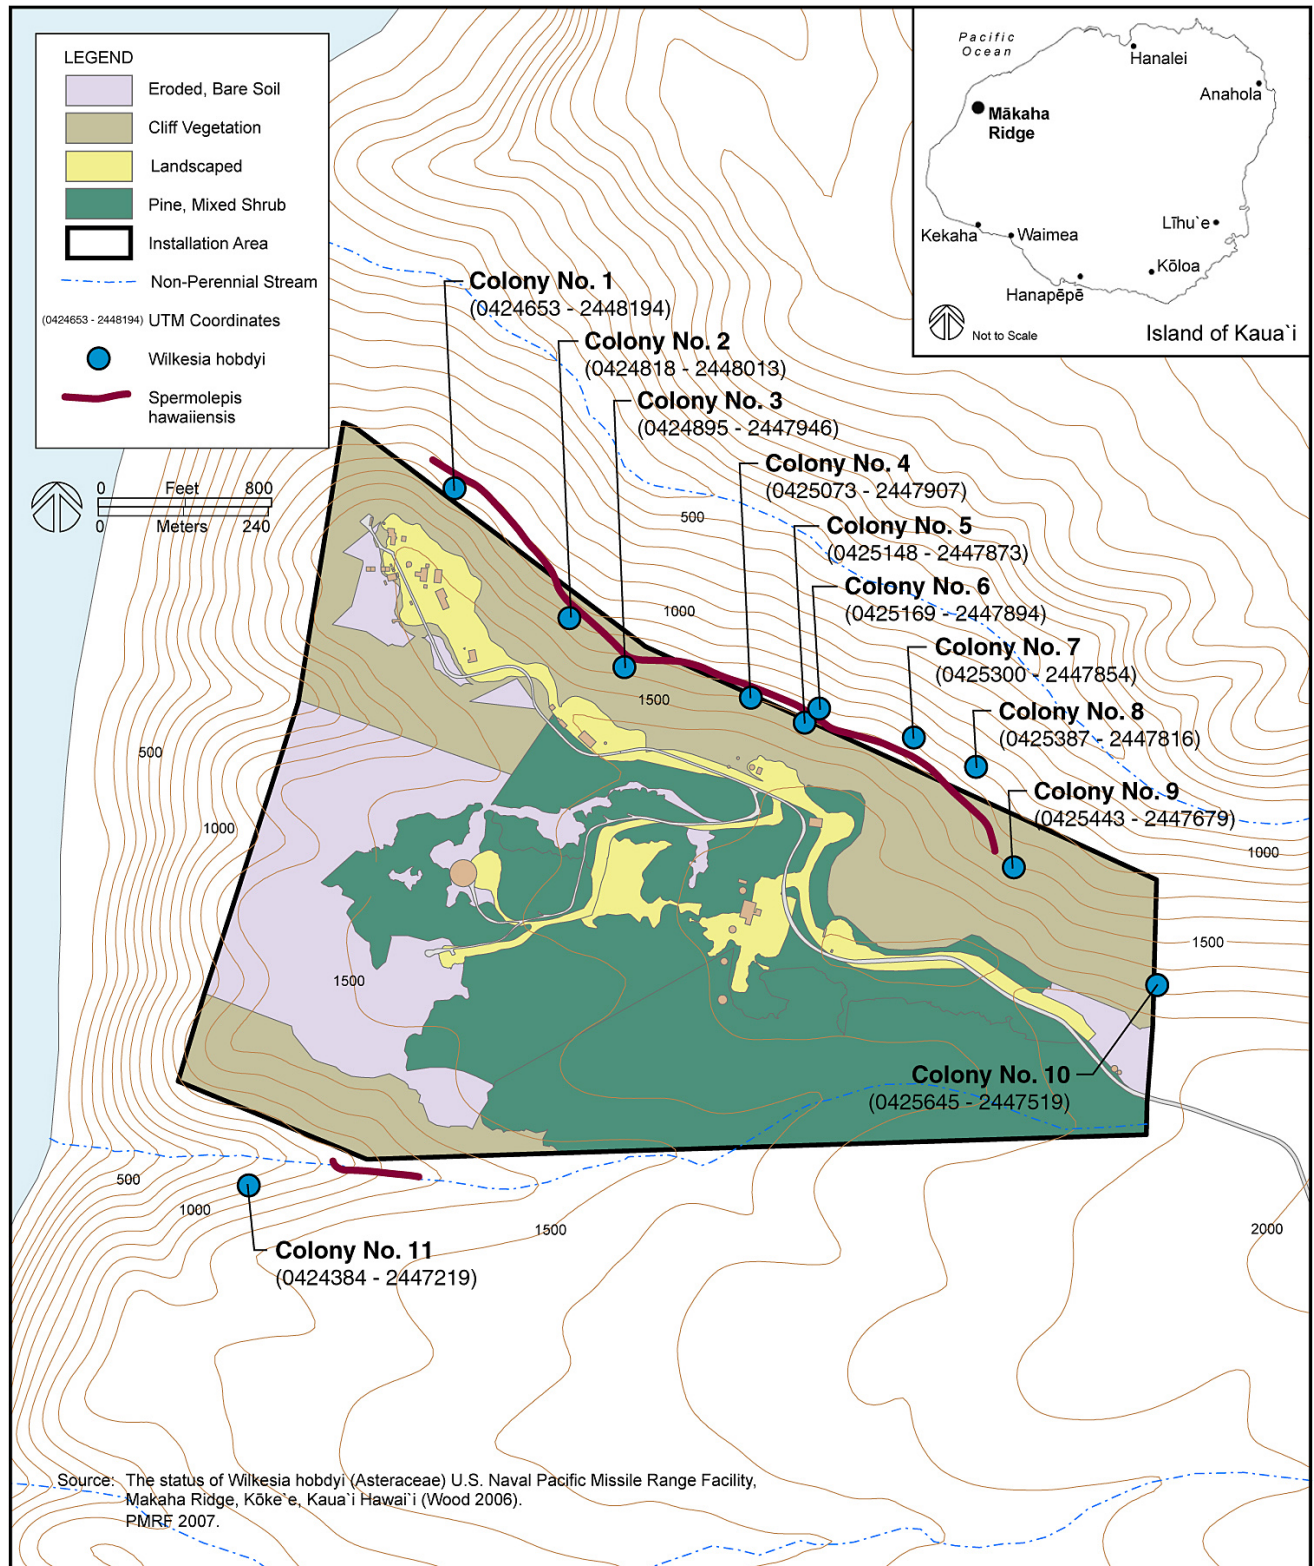 LEGEND
Eroded, Bare Soil
Cliff Vegetation
Landscaped
Pine, Mixed Shrub
Installation Area
Non-Perennial Stream
(0424653 - 2448194) UTM Coordinates
Wilkesia hobdyi
Spermolepis
hawaiiensis
0 Feet 800
0 Meters 240
Pacific
Ocean
Hanalei
Anahola
Mākaha
Ridge
Līhu`e
Kekaha
Waimea
Kōloa
Hanapēpē
Not to Scale
Island of Kaua`i
Colony No. 1
(0424653 - 2448194)
Colony No. 2
(0424818 - 2448013)
Colony No. 3
(0424895 - 2447946)
Colony No. 4
(0425073 - 2447907)
500
Colony No. 5
(0425148 - 2447873)
Colony No. 6
(0425169 - 2447894)
1000
Colony No. 7
(0425300 - 2447854)
1500
Colony No. 8
(0425387 - 2447816)
500
Colony No. 9
(0425443 - 2447679)
1000
1000
1500
1500
Colony No. 10
(0425645 - 2447519)
500
1000
1500
2000
Colony No. 11
(0424384 - 2447219)
Source: The status of Wilkesia hobdyi (Asteraceae) U.S. Naval Pacific Missile Range Facility,
Makaha Ridge, Kōke`e, Kaua`i Hawai`i (Wood 2006).
PMRF 2007.